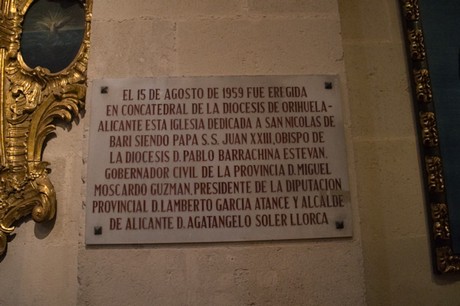 EL 15 DE AGOSTO DE 1959 FUE EREGIDA
EN CONCATEDRAL DE LA DIOCESIS DE ORIHUELA-
ALICANTE ESTA IGLESIA DEDICADA A SAN NICOLAS DE
BARI SIENDO PAPA S.S. JUAN XXIII, OBISPO DE
LA DIOCESIS D. PABLO BARRACHINA ESTEVAN,
GOBERNADOR CIVIL DE LA PROVINCIA D. MIGUEL
MOSCARDO GUZMAN, PRESIDENTE DE LA DIPUTACION
PROVINCIAL D. LAMBERTO GARCIA ATANCE Y ALCALDE
DE ALICANTE D. AGATANGELO SOLER LLORCA